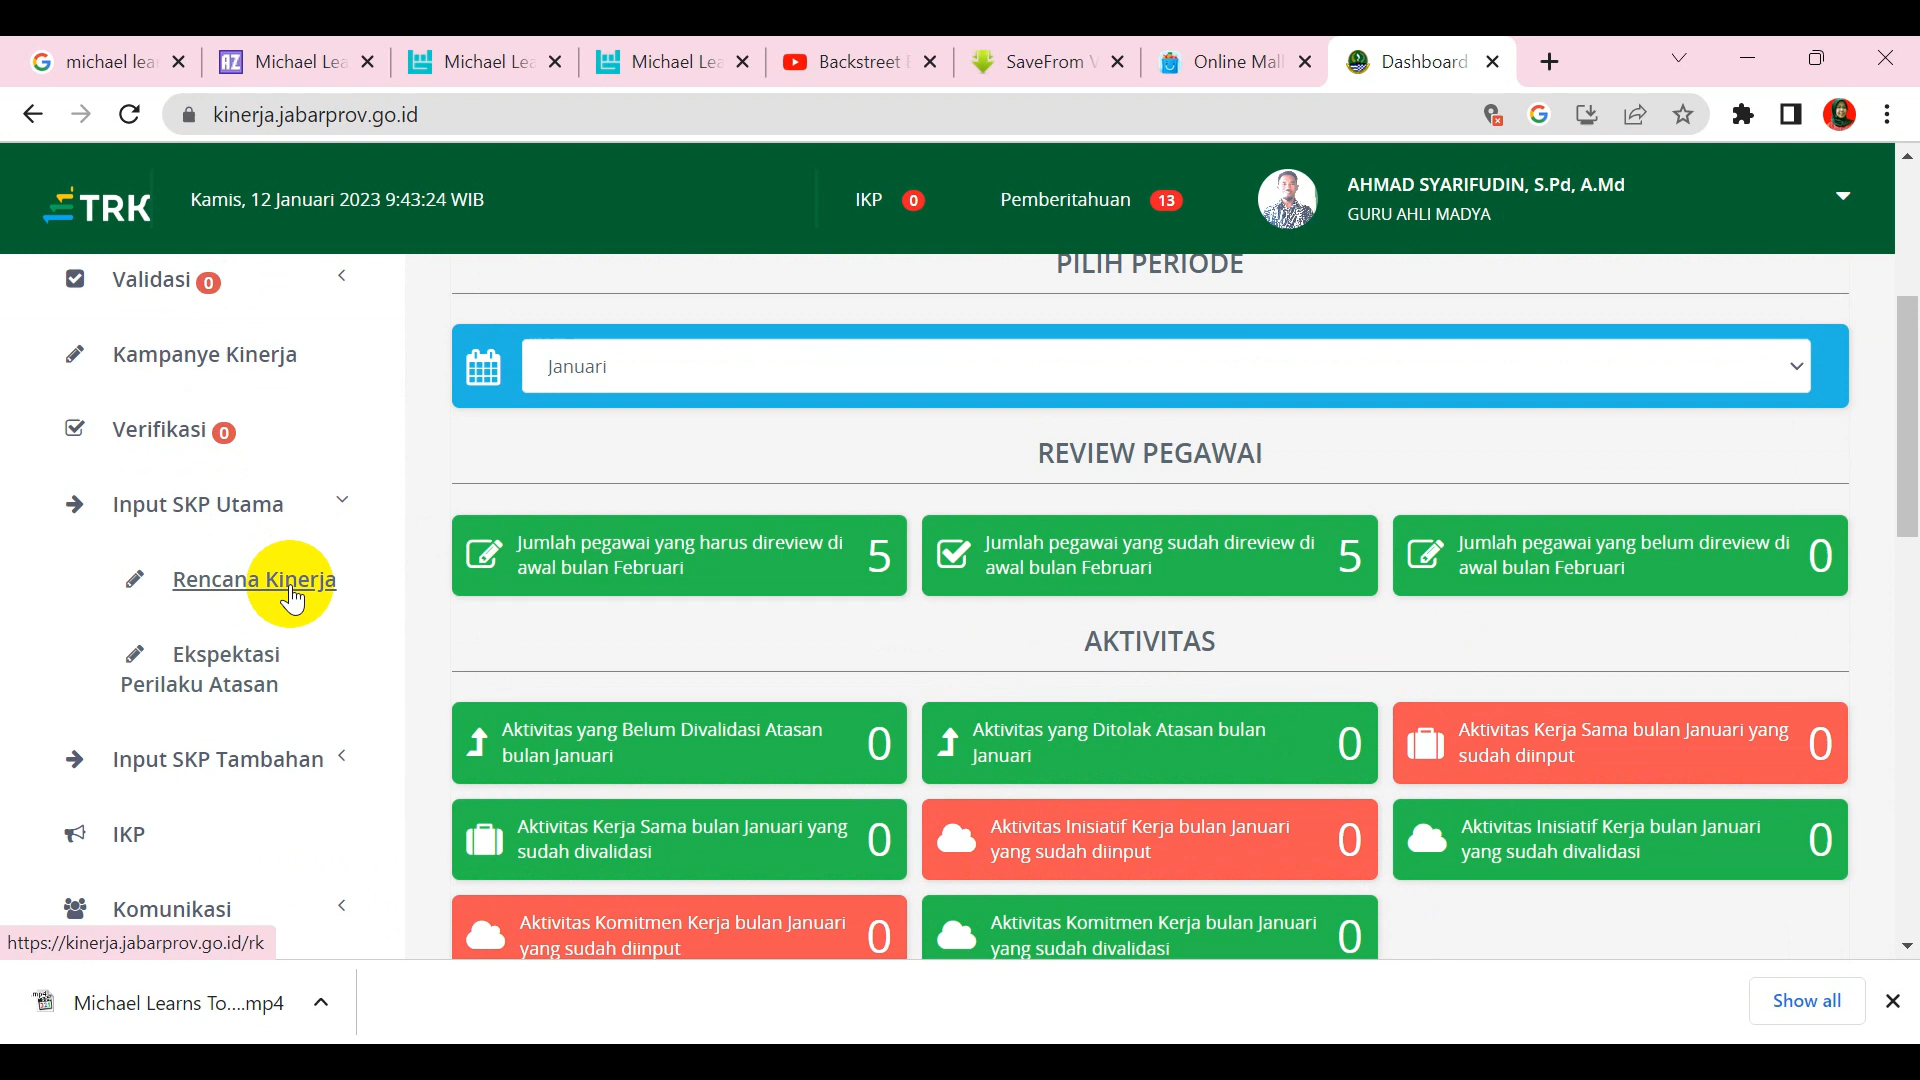 michael lea
Michael Lea
Michael Lea
Michael Lea
Backstreet
SaveFrom
Online Mall
Dashboard
kinerja.jabarprov.go.id
TRK
Kamis, 12 Januari 2023 9:43:24 WIB
IKP 0
Pemberitahuan 13
AHMAD SYARIFUDIN, S.Pd, A.Md
GURU AHLI MADYA
Validasi 0
Kampanye Kinerja
Verifikasi 0
Input SKP Utama
Rencana Kinerja
Ekspektasi
Perilaku Atasan
Input SKP Tambahan
IKP
Komunikasi
https://kinerja.jabarprov.go.id/rk
PILIH PERIODE
Januari
REVIEW PEGAWAI
Jumlah pegawai yang harus direview di
awal bulan Februari
5
Jumlah pegawai yang sudah direview di
awal bulan Februari
5
Jumlah pegawai yang belum direview di
awal bulan Februari
0
AKTIVITAS
Aktivitas yang Belum Divalidasi Atasan
bulan Januari
0
Aktivitas yang Ditolak Atasan bulan
Januari
0
Aktivitas Kerja Sama bulan Januari yang
sudah diinput
0
Aktivitas Kerja Sama bulan Januari yang
sudah divalidasi
0
Aktivitas Inisiatif Kerja bulan Januari
yang sudah diinput
0
Aktivitas Inisiatif Kerja bulan Januari
yang sudah divalidasi
0
Aktivitas Komitmen Kerja bulan Januari
yang sudah diinput
0
Aktivitas Komitmen Kerja bulan Januari
yang sudah divalidasi
0
Michael Learns To....mp4
Show all